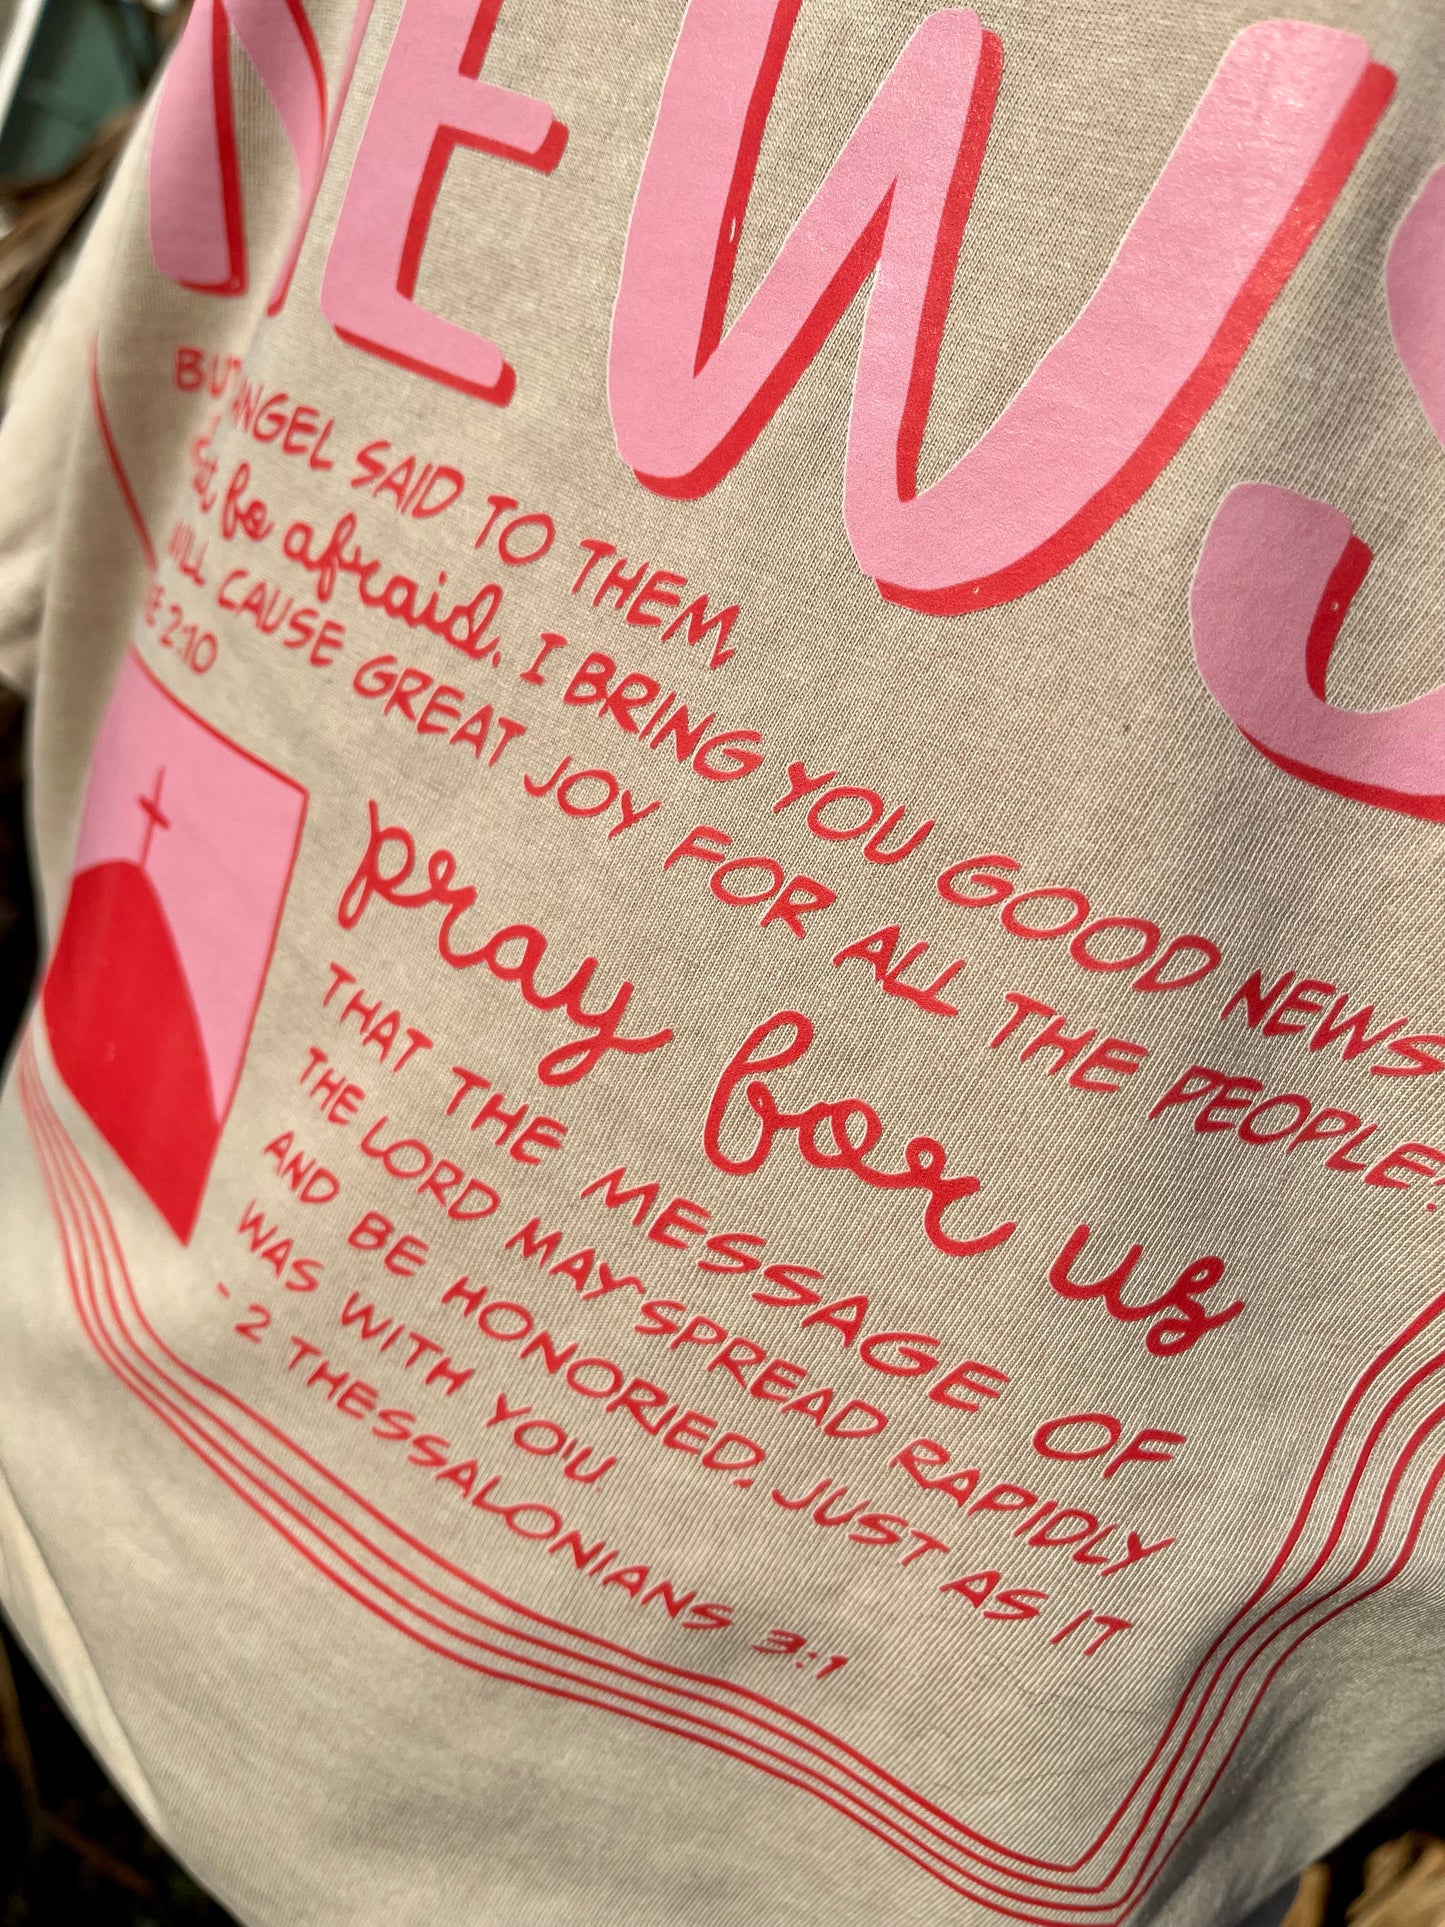 NEWS
BUT ANGEL SAID TO THEM,
be afraid. I BRING YOU GOOD NEWS
WILL CAUSE GREAT JOY FOR ALL THE PEOPLE.
2:10
pray for us
THAT THE MESSAGE OF
THE LORD MAY SPREAD RAPIDLY
AND BE HONORIED, JUST AS IT
WAS WITH YOU.
- 2 THESSALONIANS 3:1